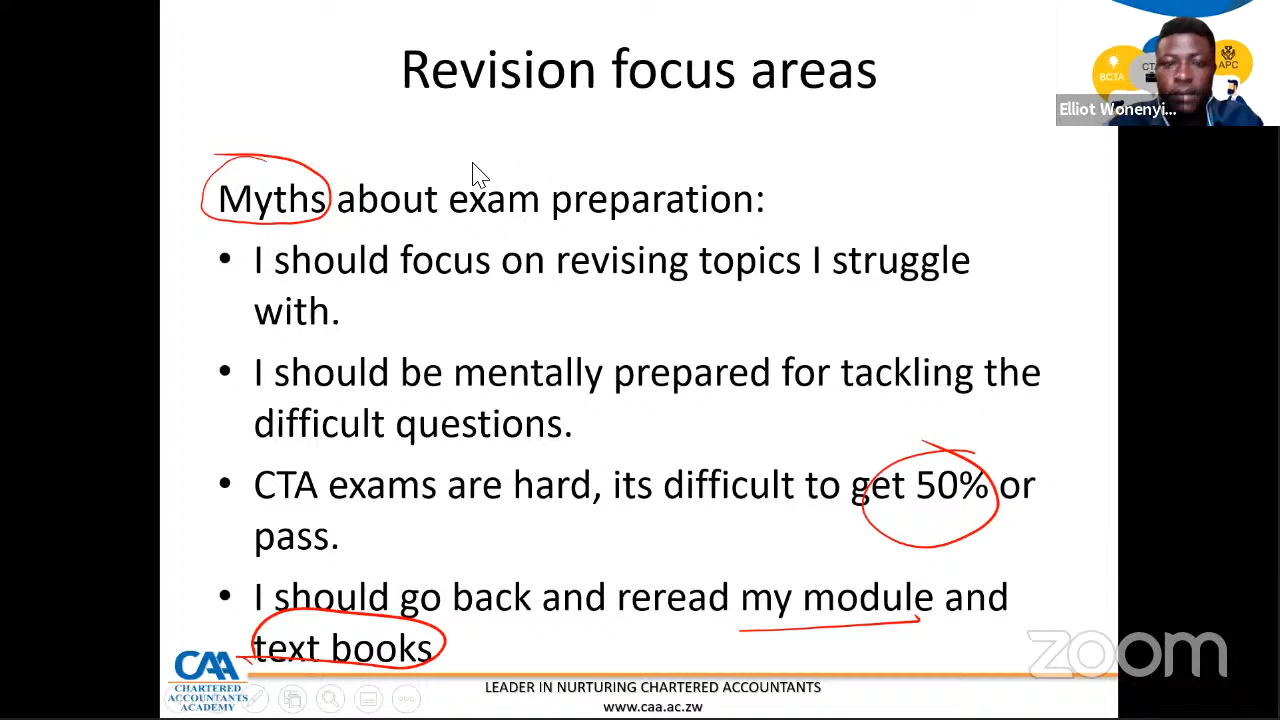 Revision focus areas
BCTA
CT
APC
Elliot Wonenyi...
Myths about exam preparation:
• I should focus on revising topics I struggle
with.
• I should be mentally prepared for tackling the
difficult questions.
• CTA exams are hard, its difficult to get 50% or
pass.
• I should go back and reread my module and
text books
zoom
CAA
CHARTERED
ACCOUNTANTS
ACADEMY
LEADER IN NURTURING CHARTERED ACCOUNTANTS
www.caa.ac.zw